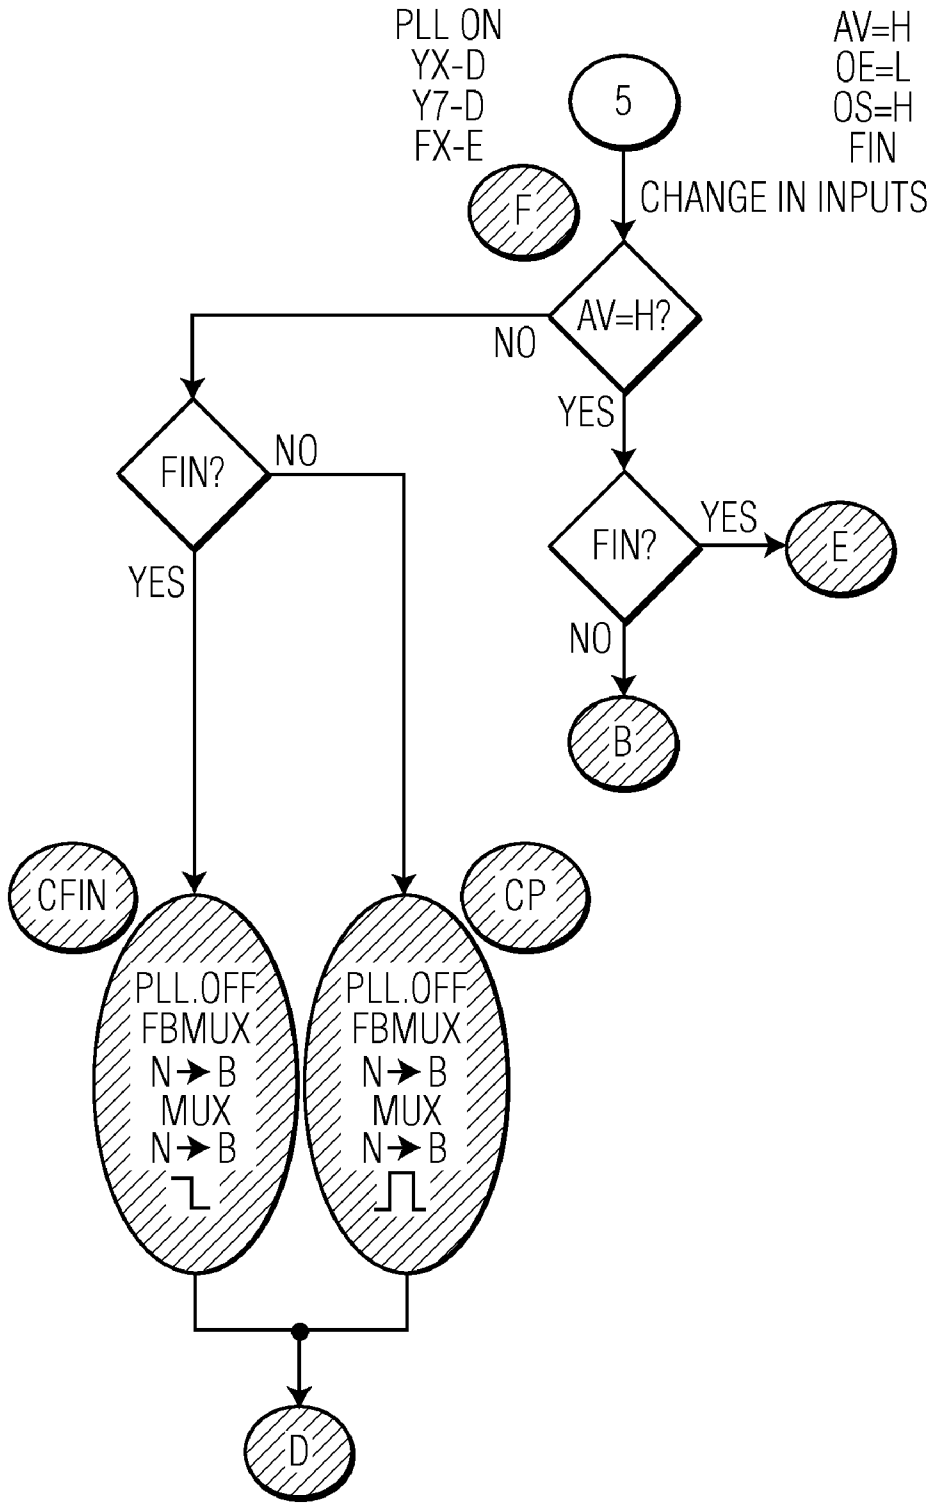 PLL ON
YX-D
Y7-D
FX-E
5
AV=H
OE=L
OS=H
FIN
CHANGE IN INPUTS
F
AV=H?
NO
YES
FIN?
NO
YES
FIN?
YES
E
NO
B
CFIN
CP
PLL.OFF
FBMUX
N→B
MUX
N→B
PLL.OFF
FBMUX
N→B
MUX
N→B
D